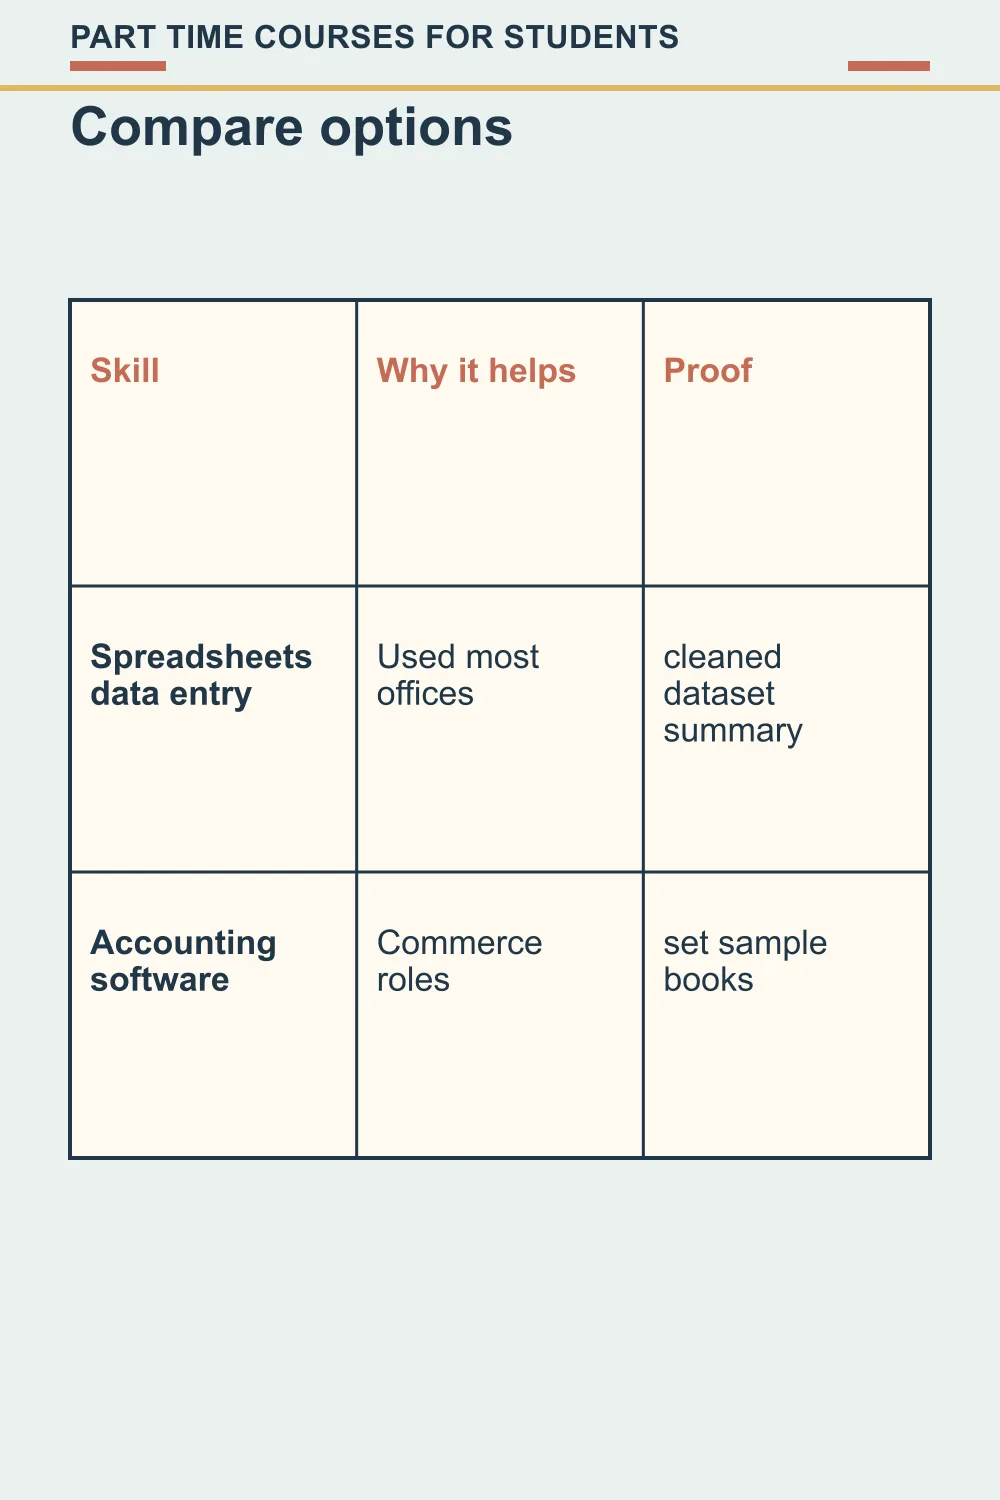 PART TIME COURSES FOR STUDENTS
Compare options
Skill
Why it helps
Proof
Spreadsheets
data entry
Used most
offices
cleaned
dataset
summary
Accounting
software
Commerce
roles
set sample
books